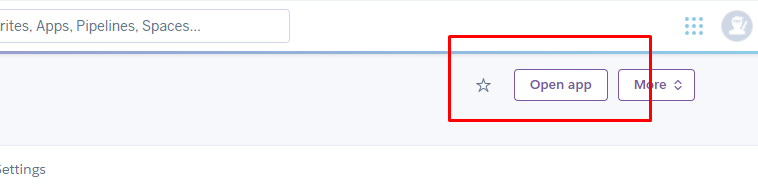 rites, Apps, Pipelines, Spaces...
Open app
More
Settings